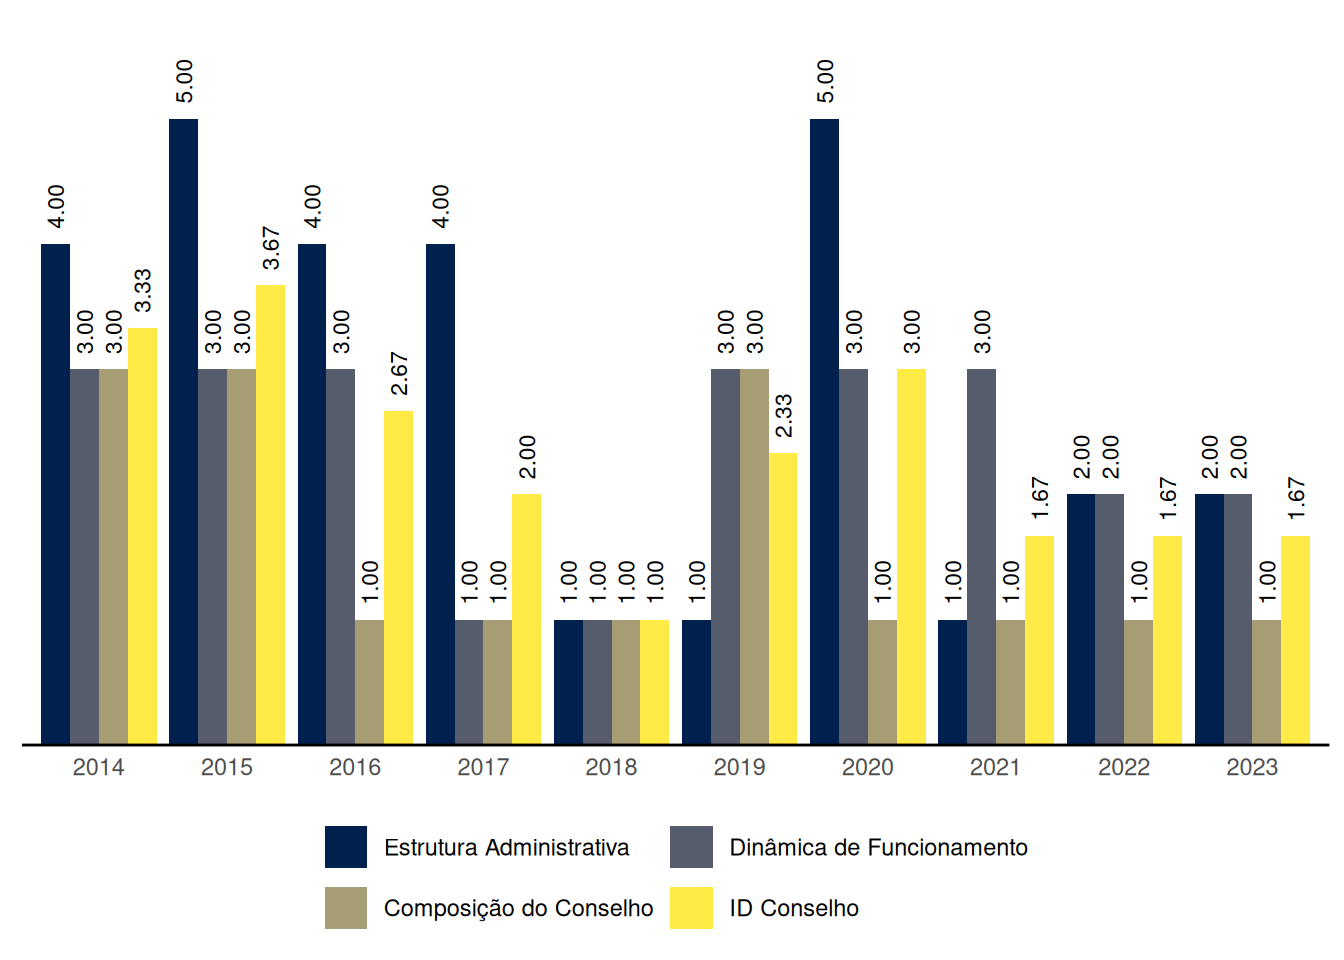 4.00 3.00 3.00 3.33 5.00 3.00 3.00 3.67 4.00 3.00 1.00 2.67 4.00 1.00 1.00 2.00 1.00 1.00 1.00 1.00 1.00 3.00 3.00 2.33 5.00 3.00 1.00 3.00 1.00 3.00 1.00 1.67 2.00 2.00 1.00 1.67 2.00 2.00 1.00 1.67
2014 2015 2016 2017 2018 2019 2020 2021 2022 2023
Estrutura Administrativa Dinâmica de Funcionamento
Composição do Conselho ID Conselho